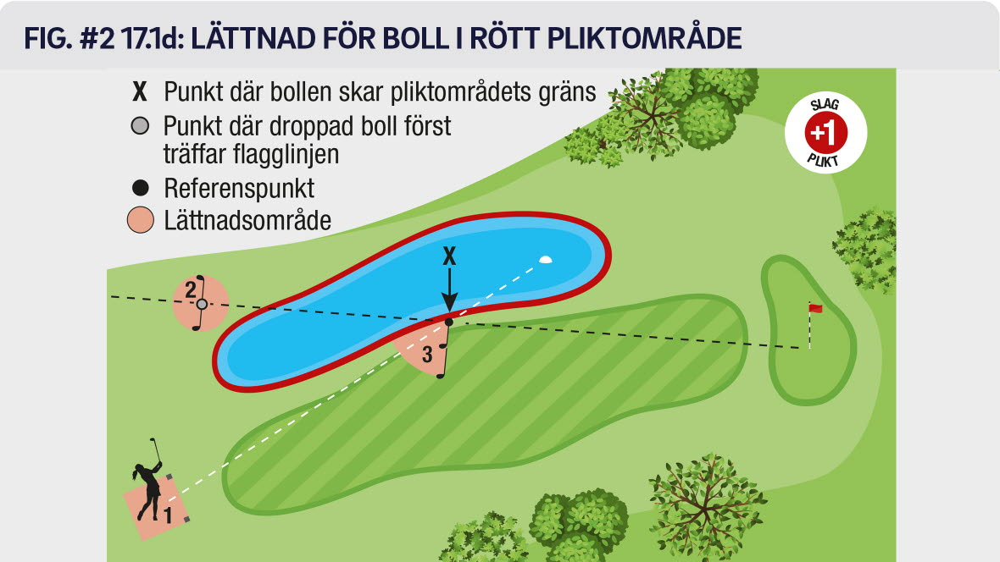 FIG. #2 17.1d: LÄTTNAD FÖR BOLL I RÖTT PLIKTOMRÅDE
X Punkt där bollen skar pliktområdets gräns
Punkt där droppad boll först
träffar flagglinjen
Referenspunkt
Lättnadsområde
SLAG
+1
PLIKT
X
2
3
1